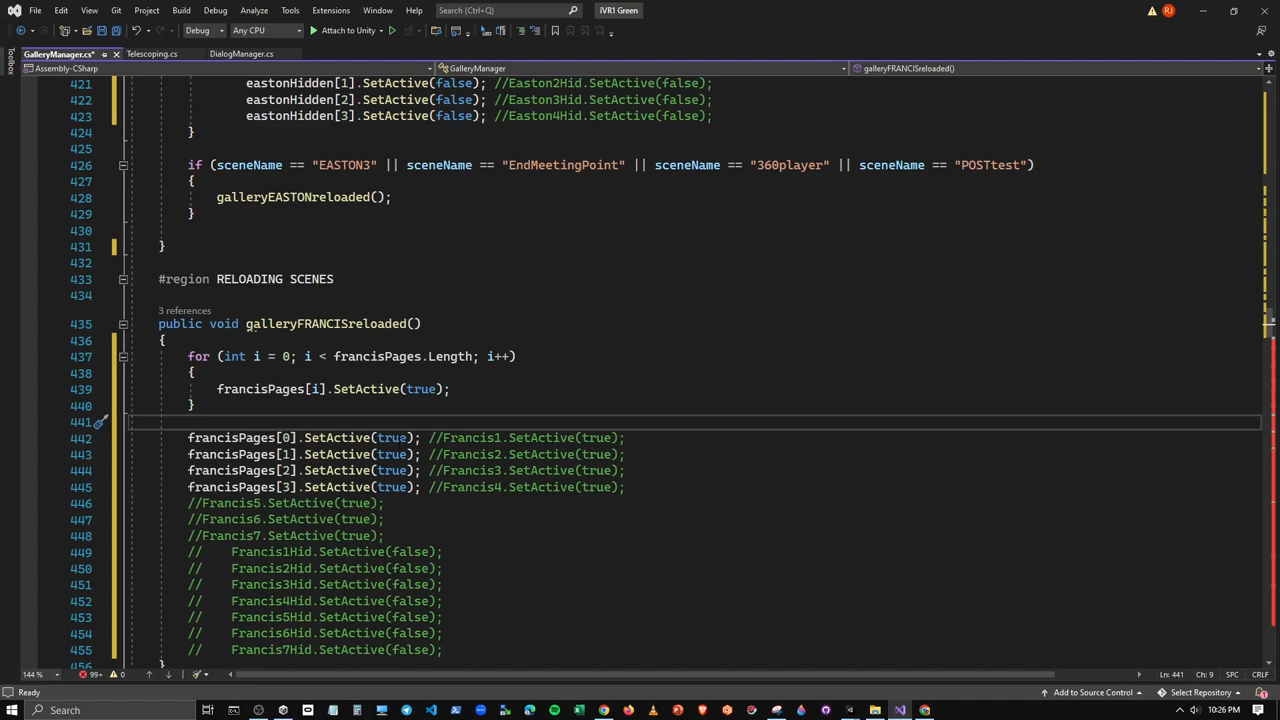 File Edit View Git Project Build Debug Analyze Tools Extensions Window Help Search (Ctrl+Q) iVR1 Green RJ
Debug Any CPU Attach to Unity
GalleryManager.cs* Telescoping.cs DialogManager.cs
Toolbox
Assembly-CSharp GalleryManager galleryFRANCISreloaded()
421 eastonHidden[1].SetActive(false); //Easton2Hid.SetActive(false);
422 eastonHidden[2].SetActive(false); //Easton3Hid.SetActive(false);
423 eastonHidden[3].SetActive(false); //Easton4Hid.SetActive(false);
424 }
425
426 if (sceneName == "EASTON3" || sceneName == "EndMeetingPoint" || sceneName == "360player" || sceneName == "POSTtest")
427 {
428 galleryEASTONreloaded();
429 }
430
431 }
432
433 #region RELOADING SCENES
434
3 references
435 public void galleryFRANCISreloaded()
436 {
437 for (int i = 0; i < francisPages.Length; i++)
438 {
439 francisPages[i].SetActive(true);
440 }
441
442 francisPages[0].SetActive(true); //Francis1.SetActive(true);
443 francisPages[1].SetActive(true); //Francis2.SetActive(true);
444 francisPages[2].SetActive(true); //Francis3.SetActive(true);
445 francisPages[3].SetActive(true); //Francis4.SetActive(true);
446 //Francis5.SetActive(true);
447 //Francis6.SetActive(true);
448 //Francis7.SetActive(true);
449 // Francis1Hid.SetActive(false);
450 // Francis2Hid.SetActive(false);
451 // Francis3Hid.SetActive(false);
452 // Francis4Hid.SetActive(false);
453 // Francis5Hid.SetActive(false);
454 // Francis6Hid.SetActive(false);
455 // Francis7Hid.SetActive(false);
456 }
144 % 99+ 0 Ln: 441 Ch: 9 SPC CRLF
Ready Add to Source Control Select Repository 1
Search 10:26 PM